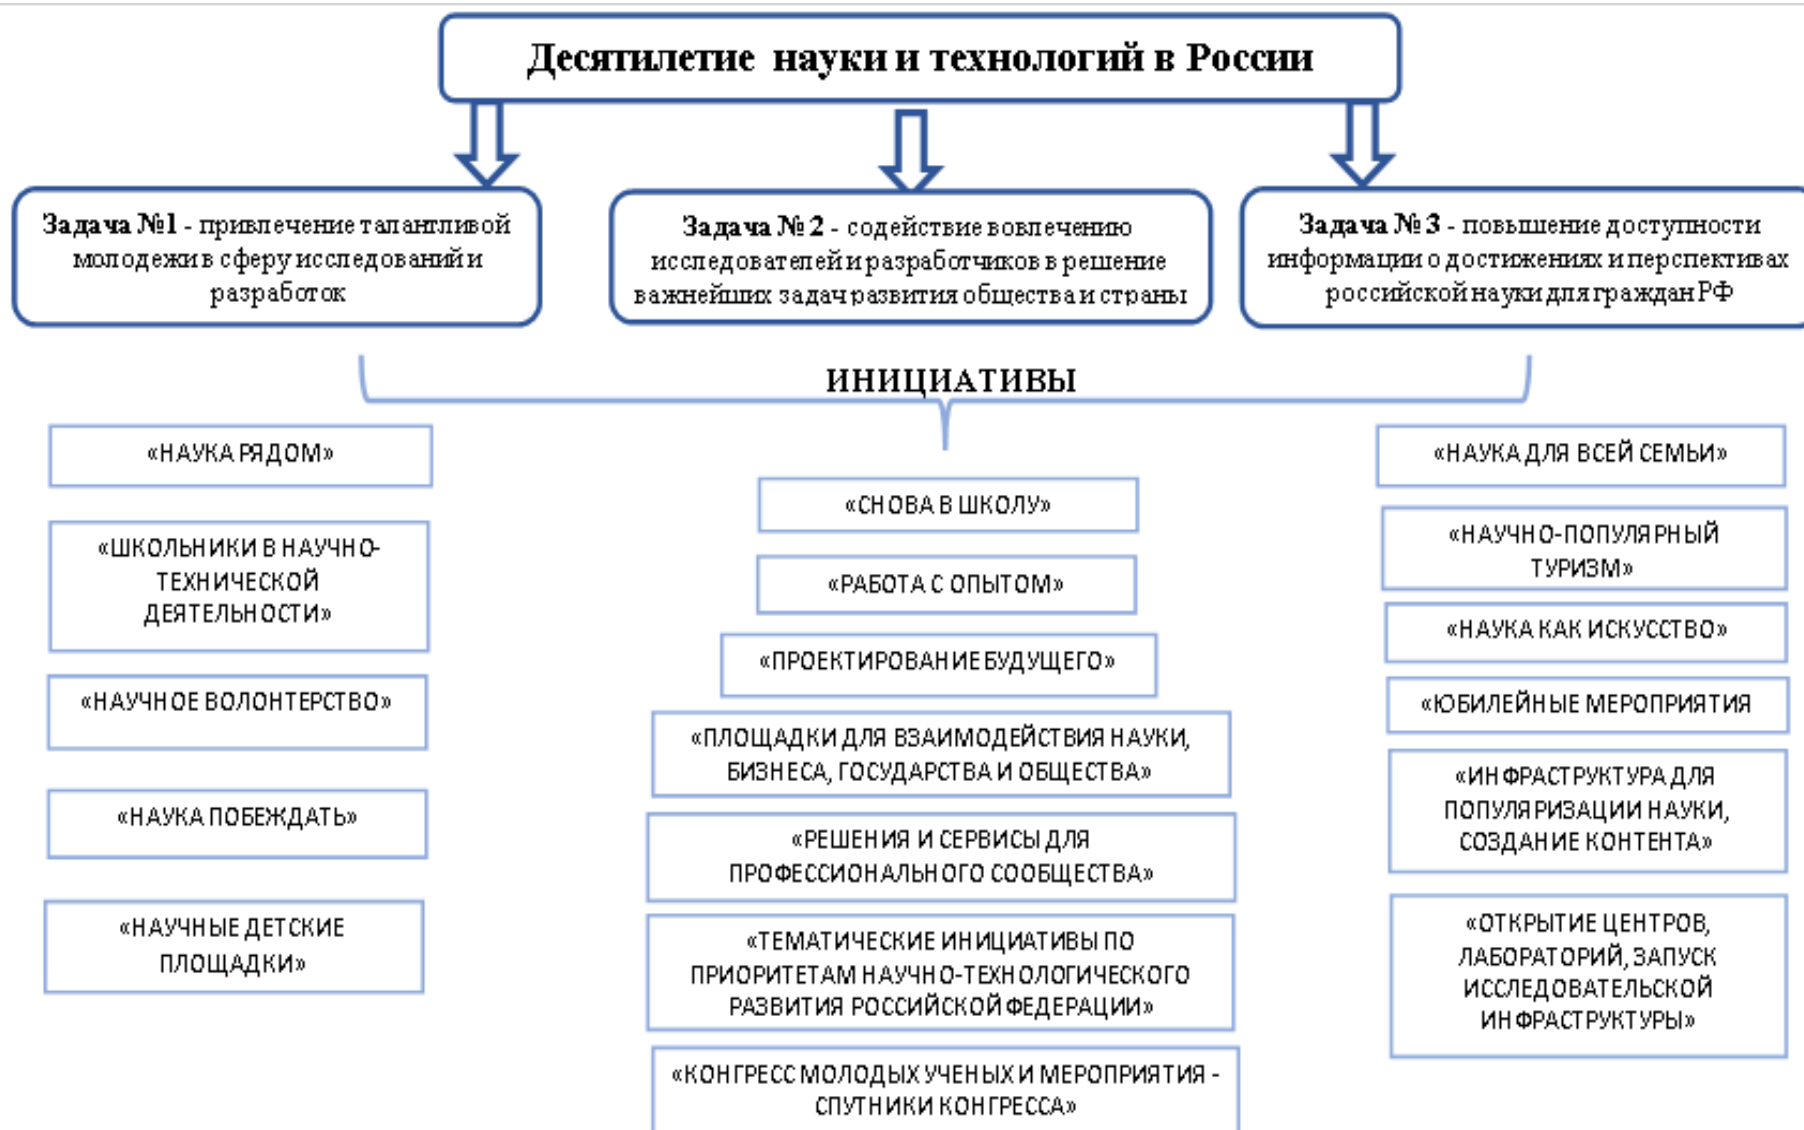 Десятилетие науки и технологий в России
Задача №1 - привлечение талантливой
молодежи в сферу исследований и
разработок
Задача № 2 - содействие вовлечению
исследователей и разработчиков в решение
важнейших задач развития общества и страны
Задача № 3 - повышение доступности
информации о достижениях и перспективах
российской науки для граждан РФ
ИНИЦИАТИВЫ
«НАУКА РЯДОМ»
«ШКОЛЬНИКИ В НАУЧНО-
ТЕХНИЧЕСКОЙ
ДЕЯТЕЛЬНОСТИ»
«НАУЧНОЕ ВОЛОНТЕРСТВО»
«НАУКА ПОБЕЖДАТЬ»
«НАУЧНЫЕ ДЕТСКИЕ
ПЛОЩАДКИ»
«СНОВА В ШКОЛУ»
«РАБОТА С ОПЫТОМ»
«ПРОЕКТИРОВАНИЕ БУДУЩЕГО»
«ПЛОЩАДКИ ДЛЯ ВЗАИМОДЕЙСТВИЯ НАУКИ,
БИЗНЕСА, ГОСУДАРСТВА И ОБЩЕСТВА»
«РЕШЕНИЯ И СЕРВИСЫ ДЛЯ
ПРОФЕССИОНАЛЬНОГО СООБЩЕСТВА»
«ТЕМАТИЧЕСКИЕ ИНИЦИАТИВЫ ПО
ПРИОРИТЕТАМ НАУЧНО-ТЕХНОЛОГИЧЕСКОГО
РАЗВИТИЯ РОССИЙСКОЙ ФЕДЕРАЦИИ»
«КОНГРЕСС МОЛОДЫХ УЧЕНЫХ И МЕРОПРИЯТИЯ -
СПУТНИКИ КОНГРЕССА»
«НАУКА ДЛЯ ВСЕЙ СЕМЬИ»
«НАУЧНО-ПОПУЛЯРНЫЙ
ТУРИЗМ»
«НАУКА КАК ИСКУССТВО»
«ЮБИЛЕЙНЫЕ МЕРОПРИЯТИЯ
«ИНФРАСТРУКТУРА ДЛЯ
ПОПУЛЯРИЗАЦИИ НАУКИ,
СОЗДАНИЕ КОНТЕНТА»
«ОТКРЫТИЕ ЦЕНТРОВ,
ЛАБОРАТОРИЙ, ЗАПУСК
ИССЛЕДОВАТЕЛЬСКОЙ
ИНФРАСТРУКТУРЫ»